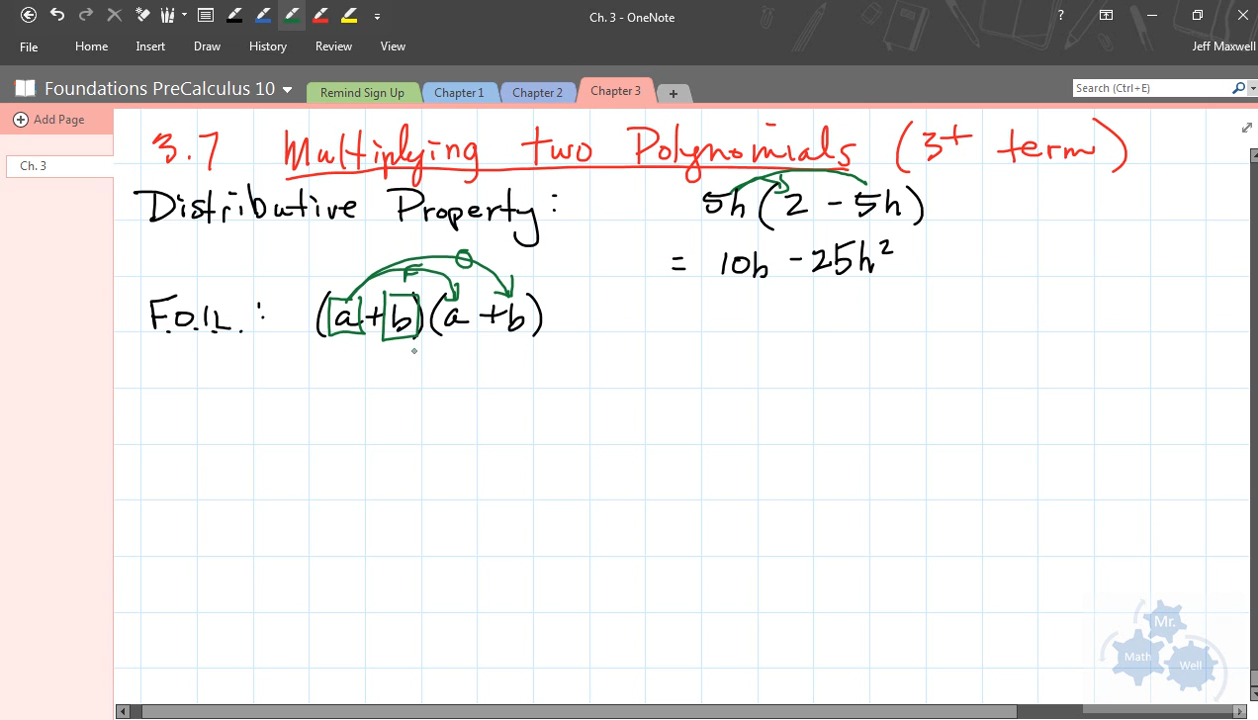 Ch. 3 - OneNote
?
Jeff Maxwell
File Home Insert Draw History Review View
Foundations PreCalculus 10
Remind Sign Up Chapter 1 Chapter 2 Chapter 3 +
Search (Ctrl+E)
Add Page
Ch. 3
3.7 Multiplying two Polynomials (3+ term)
Distributive Property: 5h(2 - 5h)
= 10h - 25h²
F.O.I.L.: (a+b)(a+b)
F O
Mr.
Math Well